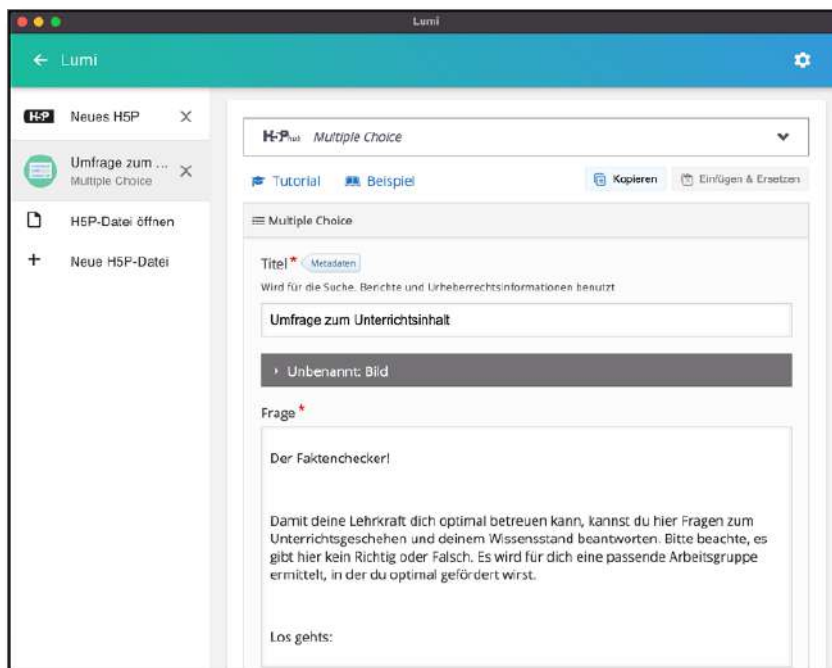 Lumi
← Lumi
H5P Neues H5P ×
Umfrage zum ... ×
Multiple Choice
H5P-Datei öffnen
+ Neue H5P-Datei
H5P Multiple Choice
Tutorial Beispiel Kopieren Einfügen & Ersetzen
Multiple Choice
Titel* Metadaten
Wird für die Suche, Berichte und Urheberrechtsinformationen benutzt
Umfrage zum Unterrichtsinhalt
Unbenannt: Bild
Frage*
Der Faktenchecker!
Damit deine Lehrkraft dich optimal betreuen kann, kannst du hier Fragen zum
Unterrichtsgeschehen und deinem Wissensstand beantworten. Bitte beachte, es
gibt hier kein Richtig oder Falsch. Es wird für dich eine passende Arbeitsgruppe
ermittelt, in der du optimal gefördert wirst.
Los gehts: